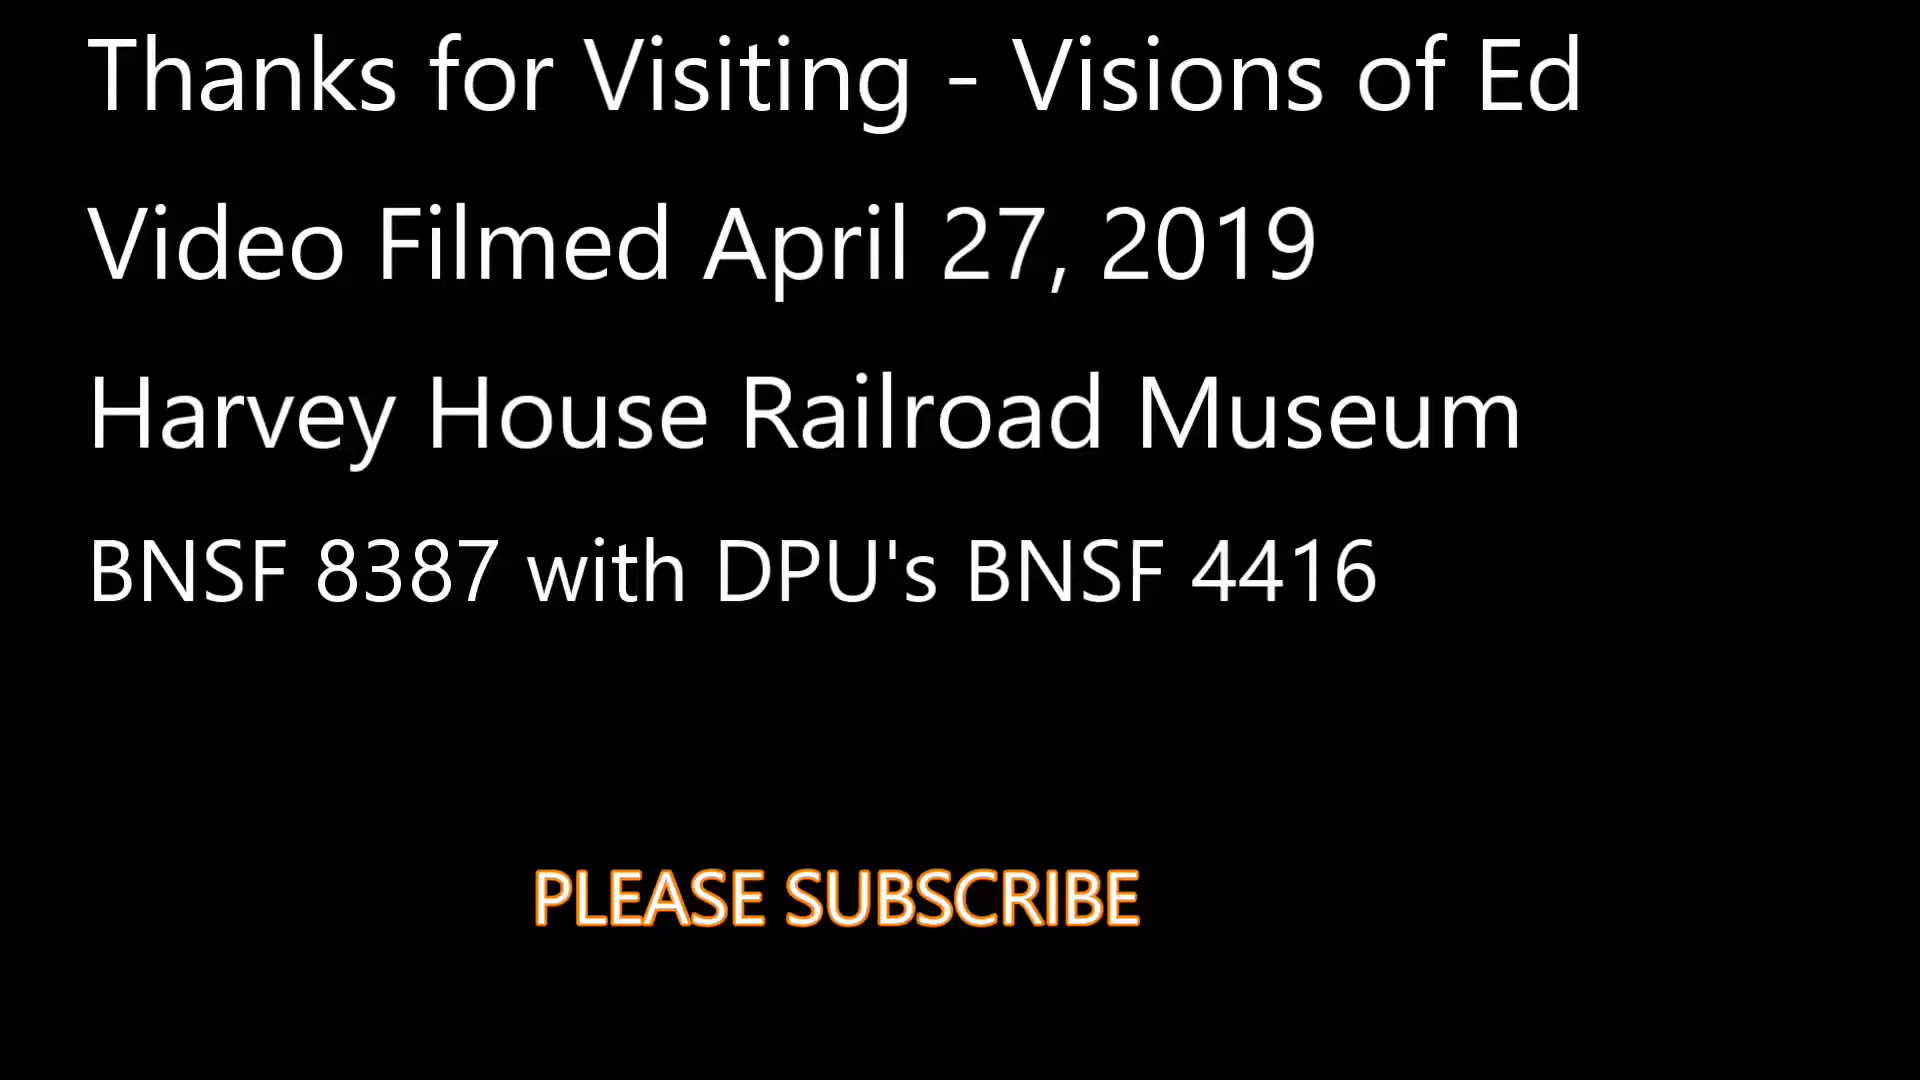 Thanks for Visiting - Visions of Ed
Video Filmed April 27, 2019
Harvey House Railroad Museum
BNSF 8387 with DPU's BNSF 4416
PLEASE SUBSCRIBE